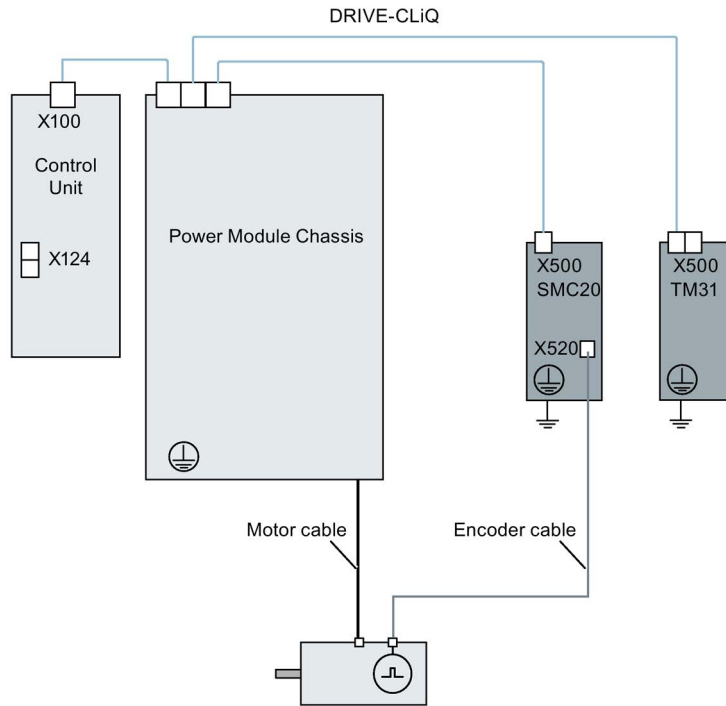 DRIVE-CLiQ
X100
Control
Unit
X124
Power Module Chassis
X500
SMC20
X520
X500
TM31
Motor cable
Encoder cable